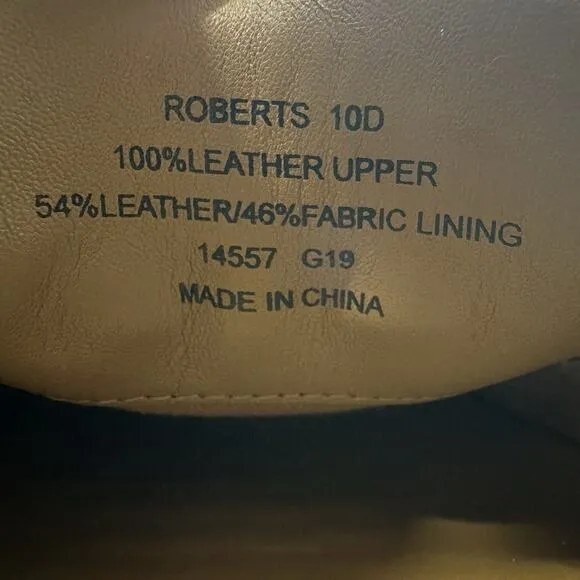 ROBERTS 10D
100%LEATHER UPPER
54%LEATHER/46%FABRIC LINING
14557 G19
MADE IN CHINA